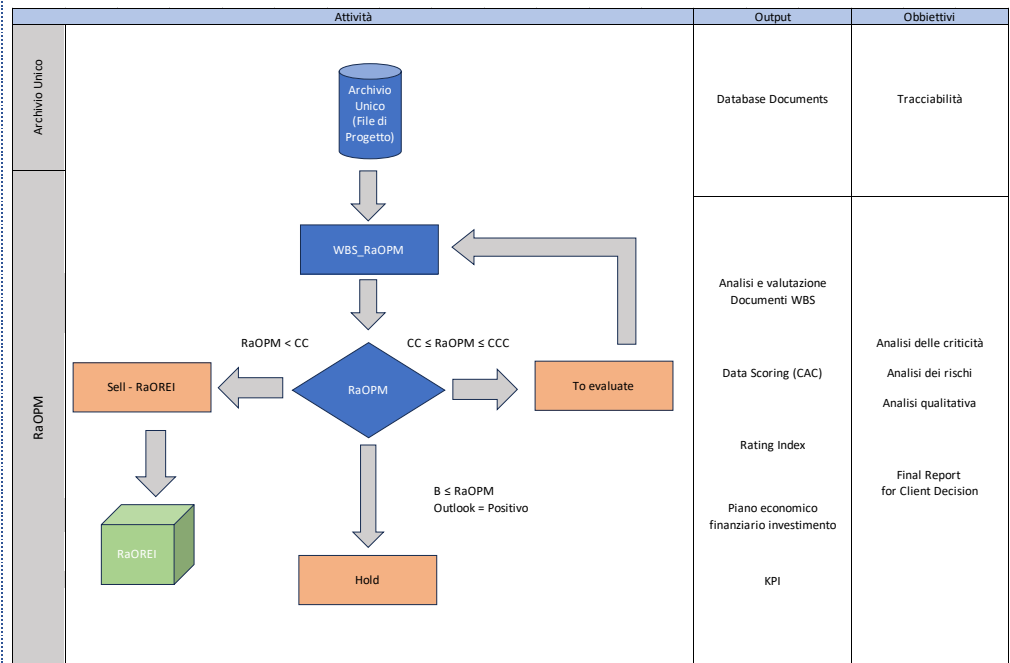 Attività
Output
Obbiettivi
Archivio Unico
Archivio
Unico
(File di
Progetto)
Database Documents
Tracciabilità
RaOPM
WBS_RaOPM
RaOPM < CC
CC ≤ RaOPM ≤ CCC
Sell - RaOREI
RaOPM
To evaluate
B ≤ RaOPM
Outlook = Positivo
RaOREI
Hold
Analisi e valutazione
Documenti WBS
Data Scoring (CAC)
Rating Index
Piano economico
finanziario investimento
KPI
Analisi delle criticità
Analisi dei rischi
Analisi qualitativa
Final Report
for Client Decision